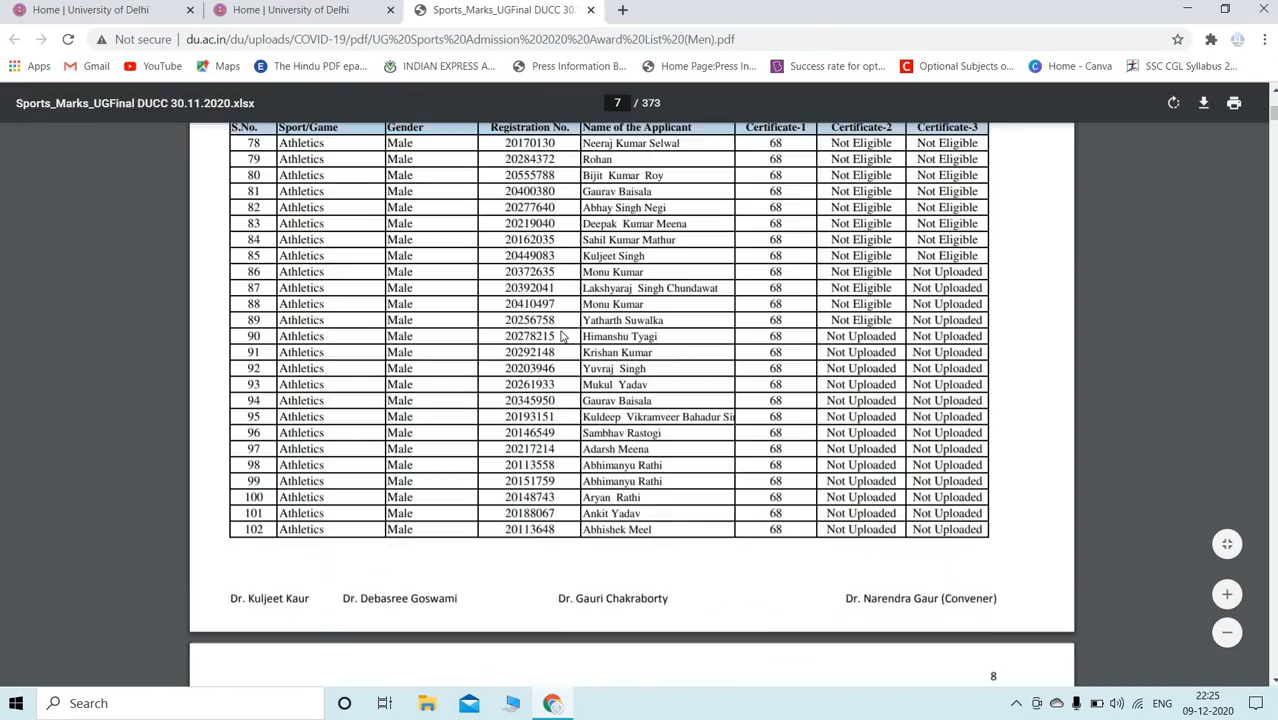 Home | University of Delhi
Home | University of Delhi
Sports_Marks_UGFinal DUCC 30.1
Not secure
du.ac.in/du/uploads/COVID-19/pdf/UG%20Sports%20Admission%202020%20Award%20List%20(Men).pdf
Apps
Gmail
YouTube
Maps
The Hindu PDF epa...
INDIAN EXPRESS A...
Press Information B...
Home Page:Press In...
Success rate for opt...
Optional Subjects o...
Home - Canva
SSC CGL Syllabus 2...
Sports_Marks_UGFinal DUCC 30.11.2020.xlsx
7 / 373
S.No. Sport/Game Gender Registration No. Name of the Applicant Certificate-1 Certificate-2 Certificate-3
78 Athletics Male 20170130 Neeraj Kumar Selwal 68 Not Eligible Not Eligible
79 Athletics Male 20284372 Rohan 68 Not Eligible Not Eligible
80 Athletics Male 20555788 Bijit Kumar Roy 68 Not Eligible Not Eligible
81 Athletics Male 20400380 Gaurav Baisala 68 Not Eligible Not Eligible
82 Athletics Male 20277640 Abhay Singh Negi 68 Not Eligible Not Eligible
83 Athletics Male 20219040 Deepak Kumar Meena 68 Not Eligible Not Eligible
84 Athletics Male 20162035 Sahil Kumar Mathur 68 Not Eligible Not Eligible
85 Athletics Male 20449083 Kuljeet Singh 68 Not Eligible Not Eligible
86 Athletics Male 20372635 Monu Kumar 68 Not Eligible Not Uploaded
87 Athletics Male 20392041 Lakshyaraj Singh Chundawat 68 Not Eligible Not Uploaded
88 Athletics Male 20410497 Monu Kumar 68 Not Eligible Not Uploaded
89 Athletics Male 20256758 Yatharth Suwalka 68 Not Eligible Not Uploaded
90 Athletics Male 20278215 Himanshu Tyagi 68 Not Uploaded Not Uploaded
91 Athletics Male 20292148 Krishan Kumar 68 Not Uploaded Not Uploaded
92 Athletics Male 20203946 Yuvraj Singh 68 Not Uploaded Not Uploaded
93 Athletics Male 20261933 Mukul Yadav 68 Not Uploaded Not Uploaded
94 Athletics Male 20345950 Gaurav Baisala 68 Not Uploaded Not Uploaded
95 Athletics Male 20193151 Kuldeep Vikramveer Bahadur Sin 68 Not Uploaded Not Uploaded
96 Athletics Male 20146549 Sambhav Rastogi 68 Not Uploaded Not Uploaded
97 Athletics Male 20217214 Adarsh Meena 68 Not Uploaded Not Uploaded
98 Athletics Male 20113558 Abhimanyu Rathi 68 Not Uploaded Not Uploaded
99 Athletics Male 20151759 Abhimanyu Rathi 68 Not Uploaded Not Uploaded
100 Athletics Male 20148743 Aryan Rathi 68 Not Uploaded Not Uploaded
101 Athletics Male 20188067 Ankit Yadav 68 Not Uploaded Not Uploaded
102 Athletics Male 20113648 Abhishek Meel 68 Not Uploaded Not Uploaded
Dr. Kuljeet Kaur Dr. Debasree Goswami Dr. Gauri Chakraborty Dr. Narendra Gaur (Convener)
8
Search
ENG
22:25
09-12-2020